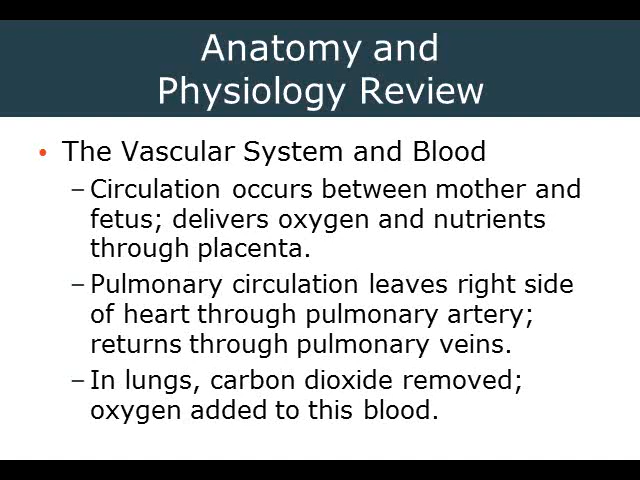 Anatomy and
Physiology Review
• The Vascular System and Blood
– Circulation occurs between mother and
fetus; delivers oxygen and nutrients
through placenta.
– Pulmonary circulation leaves right side
of heart through pulmonary artery;
returns through pulmonary veins.
– In lungs, carbon dioxide removed;
oxygen added to this blood.